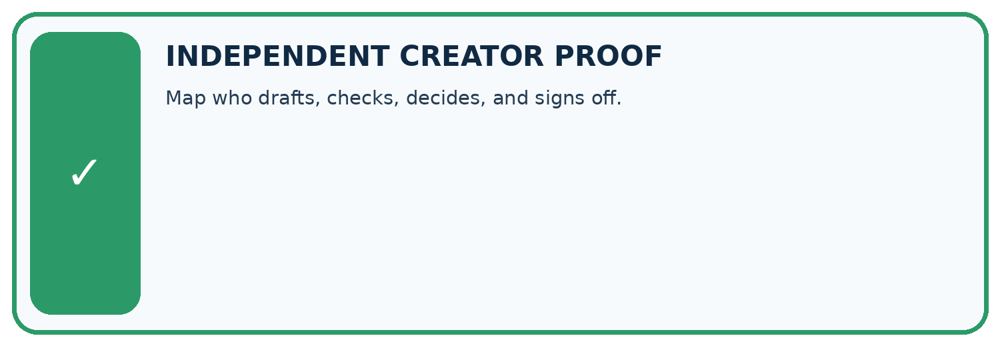 INDEPENDENT CREATOR PROOF
Map who drafts, checks, decides, and signs off.
✓